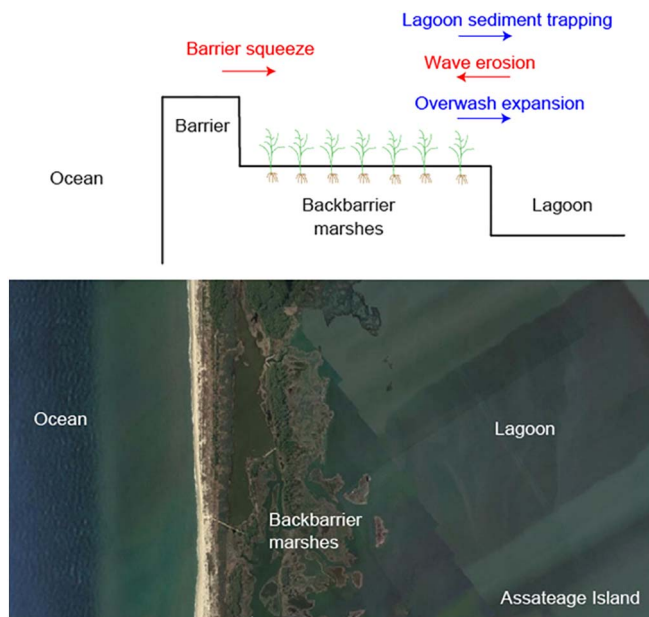 Lagoon sediment trapping
Barrier squeeze
Wave erosion
Overwash expansion
Barrier
Ocean
Backbarrier
marshes
Lagoon
Ocean
Lagoon
Backbarrier
marshes
Assateage Island